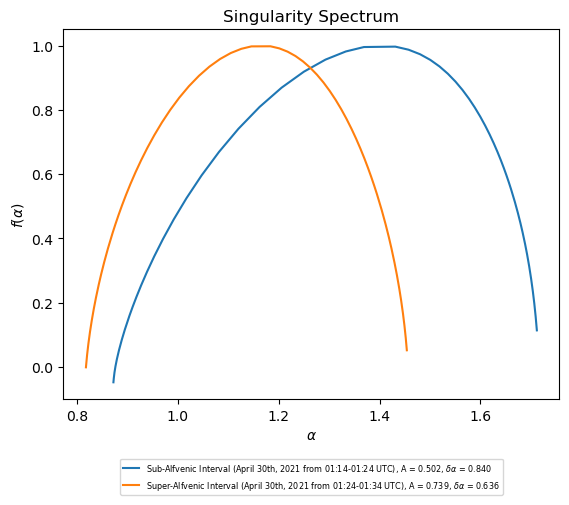 Singularity Spectrum
1.0
0.8
0.6
0.4
0.2
0.0
f(α)
0.8 1.0 1.2 1.4 1.6
α
Sub-Alfvenic Interval (April 30th, 2021 from 01:14-01:24 UTC), A = 0.502, δα = 0.840
Super-Alfvenic Interval (April 30th, 2021 from 01:24-01:34 UTC), A = 0.739, δα = 0.636